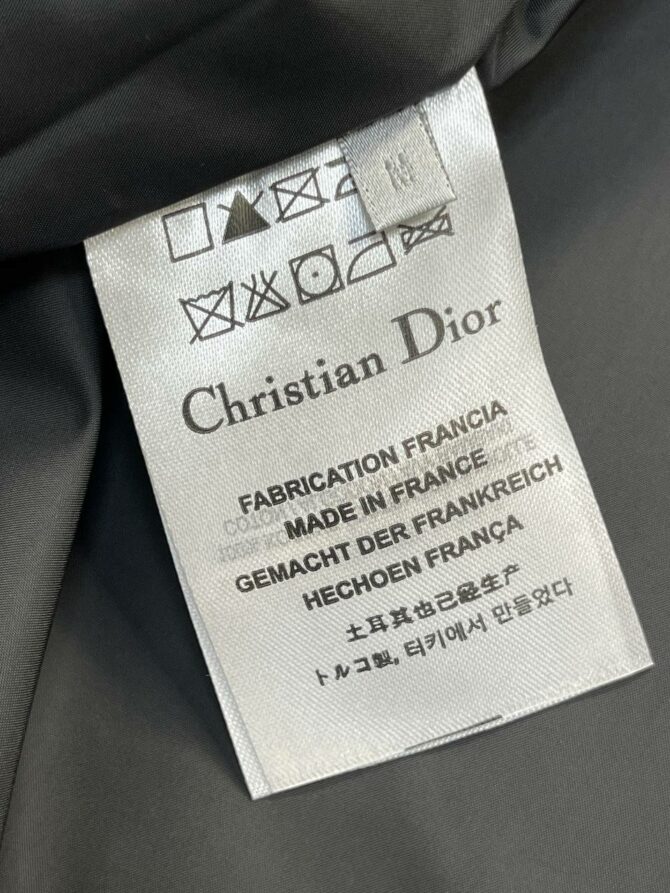 M
Christian Dior
FABRICATION FRANCIA
MADE IN FRANCE
GEMACHT DER FRANKREICH
HECHOEN FRANÇA
土耳其也已经生产
トルコ製, 터키에서 만들었다